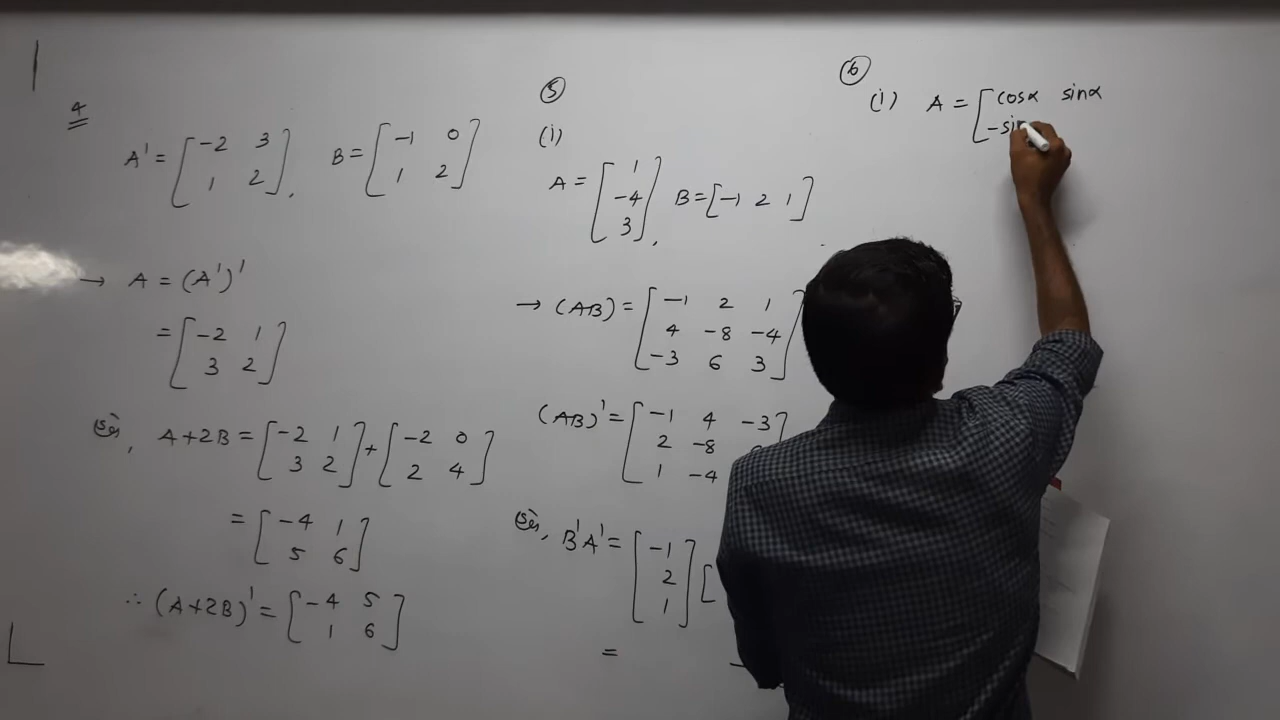 4
A' = [ -2 3
1 2 ] , B = [ -1 0
1 2 ]
→ A = (A')'
= [ -2 1
3 2 ]
, A+2B = [ -2 1
3 2 ] + [ -2 0
2 4 ]
= [ -4 1
5 6 ]
∴ (A+2B)' = [ -4 5
1 6 ]
5
(i)
A = [ 1
-4
3 ] , B = [ -1 2 1 ]
→ (AB) = [ -1 2 1
4 -8 -4
-3 6 3 ]
(AB)' = [ -1 4 -3
2 -8
1 -4 ]
, B'A' = [ -1
2
1 ] [
=
6
(i) A = [ cosα sinα
-sin